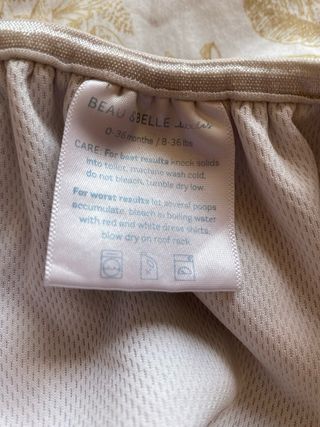 BEAU &BELLE littles
0-36 months / 8-36 lbs
CARE: For best results knock solids
into toilet, machine wash cold,
do not bleach, tumble dry low.
For worst results let several poops
accumulate, bleach in boiling water
with red and white dress shirts,
blow dry on roof rack.